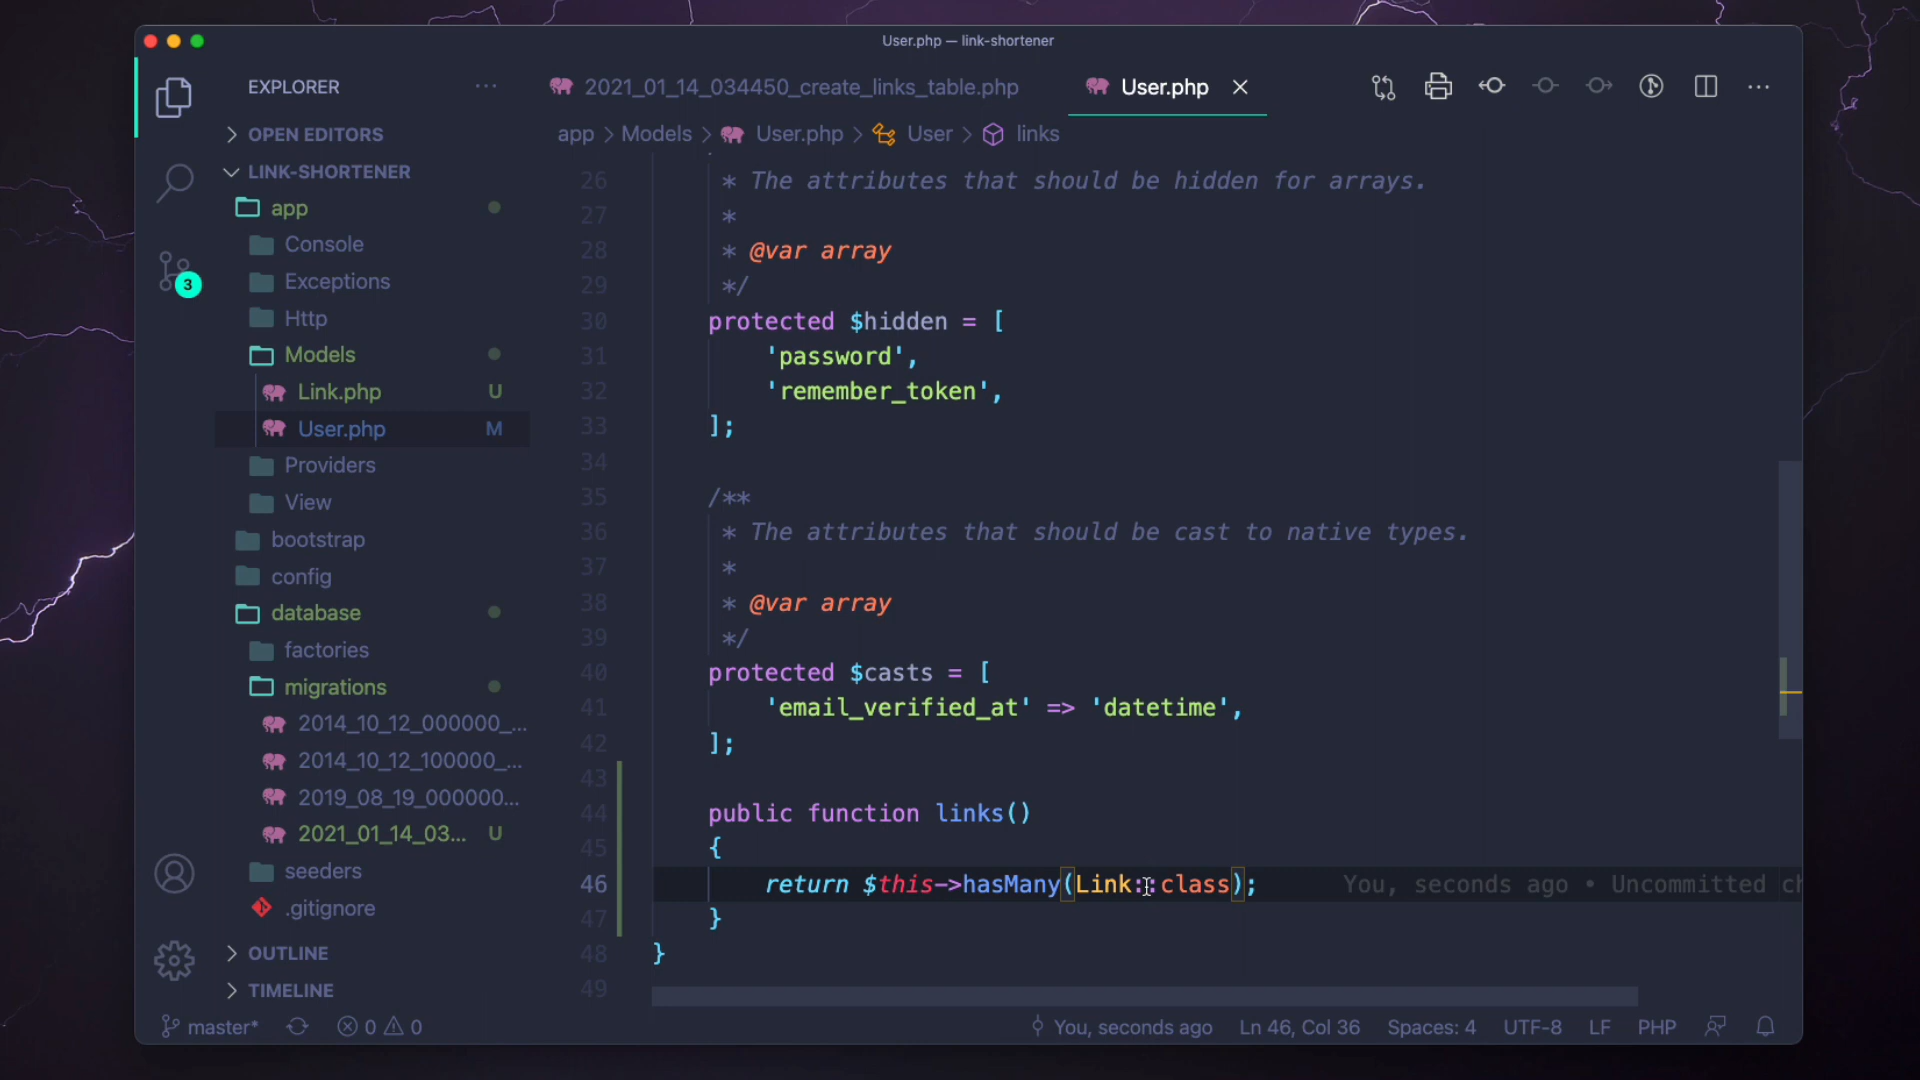 User.php — link-shortener
EXPLORER
OPEN EDITORS
LINK-SHORTENER
app
Console
Exceptions
Http
Models
Link.php U
User.php M
Providers
View
bootstrap
config
database
factories
migrations
2014_10_12_000000_...
2014_10_12_100000_...
2019_08_19_000000...
2021_01_14_03... U
seeders
.gitignore
OUTLINE
TIMELINE
3
2021_01_14_034450_create_links_table.php
User.php
app > Models > User.php > User > links
26 * The attributes that should be hidden for arrays.
27 *
28 * @var array
29 */
30 protected $hidden = [
31 'password',
32 'remember_token',
33 ];
34
35 /**
36 * The attributes that should be cast to native types.
37 *
38 * @var array
39 */
40 protected $casts = [
41 'email_verified_at' => 'datetime',
42 ];
43
44 public function links()
45 {
46 return $this->hasMany(Link::class); You, seconds ago • Uncommitted ch
47 }
48 }
49
master* 0 0 You, seconds ago Ln 46, Col 36 Spaces: 4 UTF-8 LF PHP